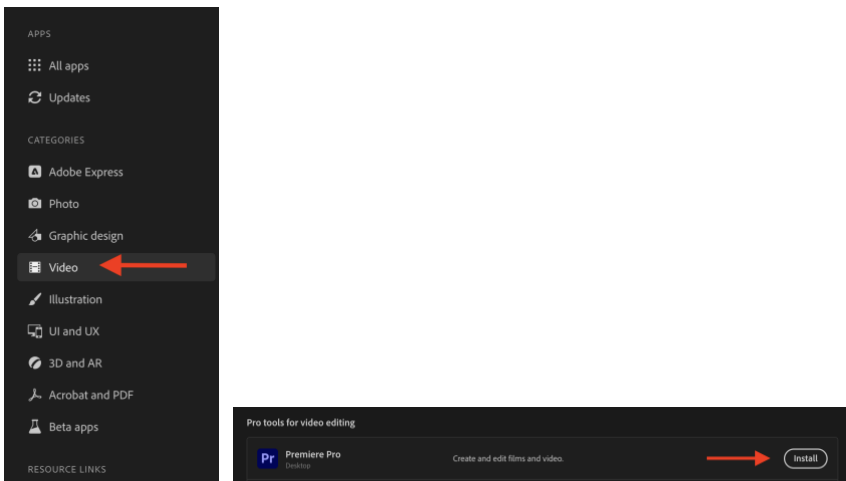 APPS
All apps
Updates
CATEGORIES
Adobe Express
Photo
Graphic design
Video
Illustration
UI and UX
3D and AR
Acrobat and PDF
Beta apps
RESOURCE LINKS
Pro tools for video editing
Pr Premiere Pro Create and edit films and video. Install
Desktop